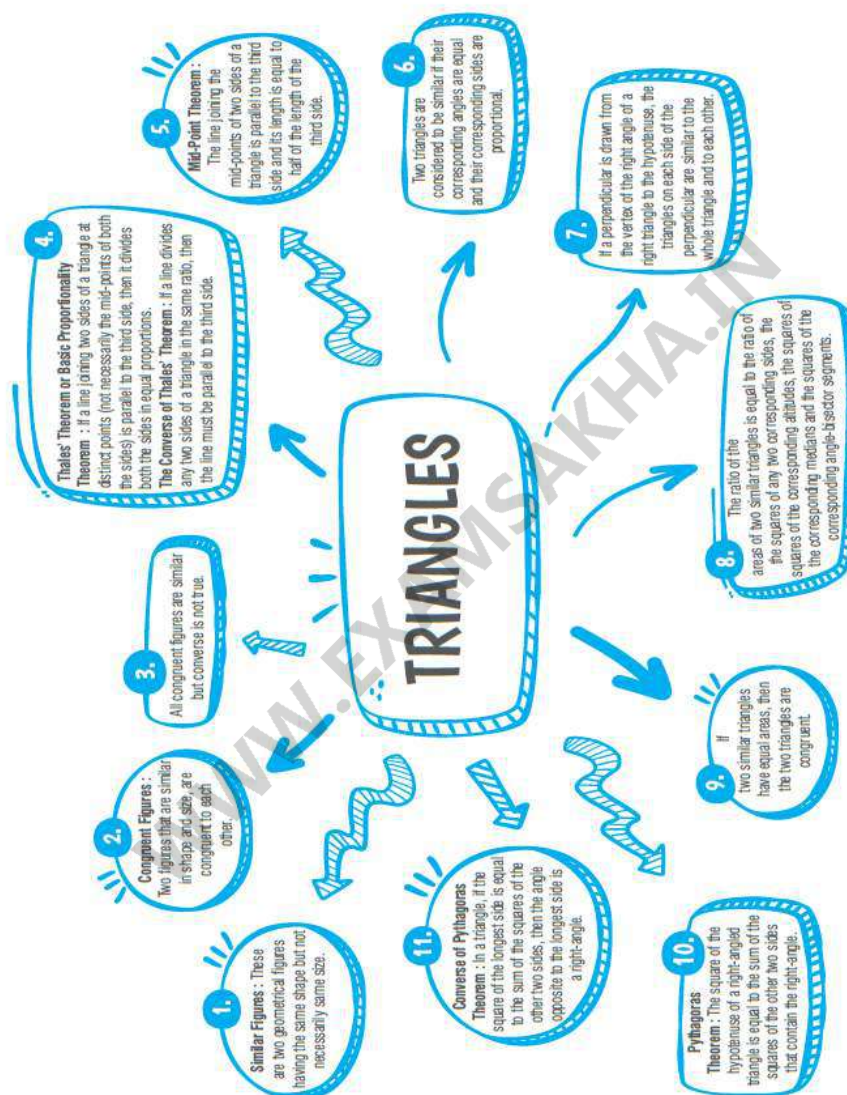 TRIANGLES
1.
Similar Figures : These
are two geometrical figures
having the same shape but not
necessarily same size.
2.
Congruent Figures :
Two figures that are similar
in shape and size, are
congruent to each
other.
3.
All congruent figures are similar
but converse is not true.
4.
Thales' Theorem or Basic Proportionality
Theorem : If a line joining two sides of a triangle at
distinct points (not necessarily the mid-points of both
the sides) is parallel to the third side, then it divides
both the sides in equal proportions.
The Converse of Thales' Theorem : If a line divides
any two sides of a triangle in the same ratio, then
the line must be parallel to the third side.
5.
Mid-Point Theorem :
The line joining the
mid-points of two sides of a
triangle is parallel to the third
side and its length is equal to
half of the length of the
third side.
6.
Two triangles are
considered to be similar if their
corresponding angles are equal
and their corresponding sides are
proportional.
7.
If a perpendicular is drawn from
the vertex of the right angle of a
right triangle to the hypotenuse, the
triangles on each side of the
perpendicular are similar to the
whole triangle and to each other.
8.
The ratio of the
areas of two similar triangles is equal to the ratio of
the squares of any two corresponding sides, the
squares of the corresponding altitudes, the squares of
the corresponding medians and the squares of the
corresponding angle-bisector segments.
9.
If
two similar triangles
have equal areas, then
the two triangles are
congruent.
10.
Pythagoras
Theorem : The square of the
hypotenuse of a right-angled
triangle is equal to the sum of the
squares of the other two sides
that contain the right-angle.
11.
Converse of Pythagoras
Theorem : In a triangle, if the
square of the longest side is equal
to the sum of the squares of the
other two sides, then the angle
opposite to the longest side is
a right-angle.
WWW.EXAMSAKHA.IN